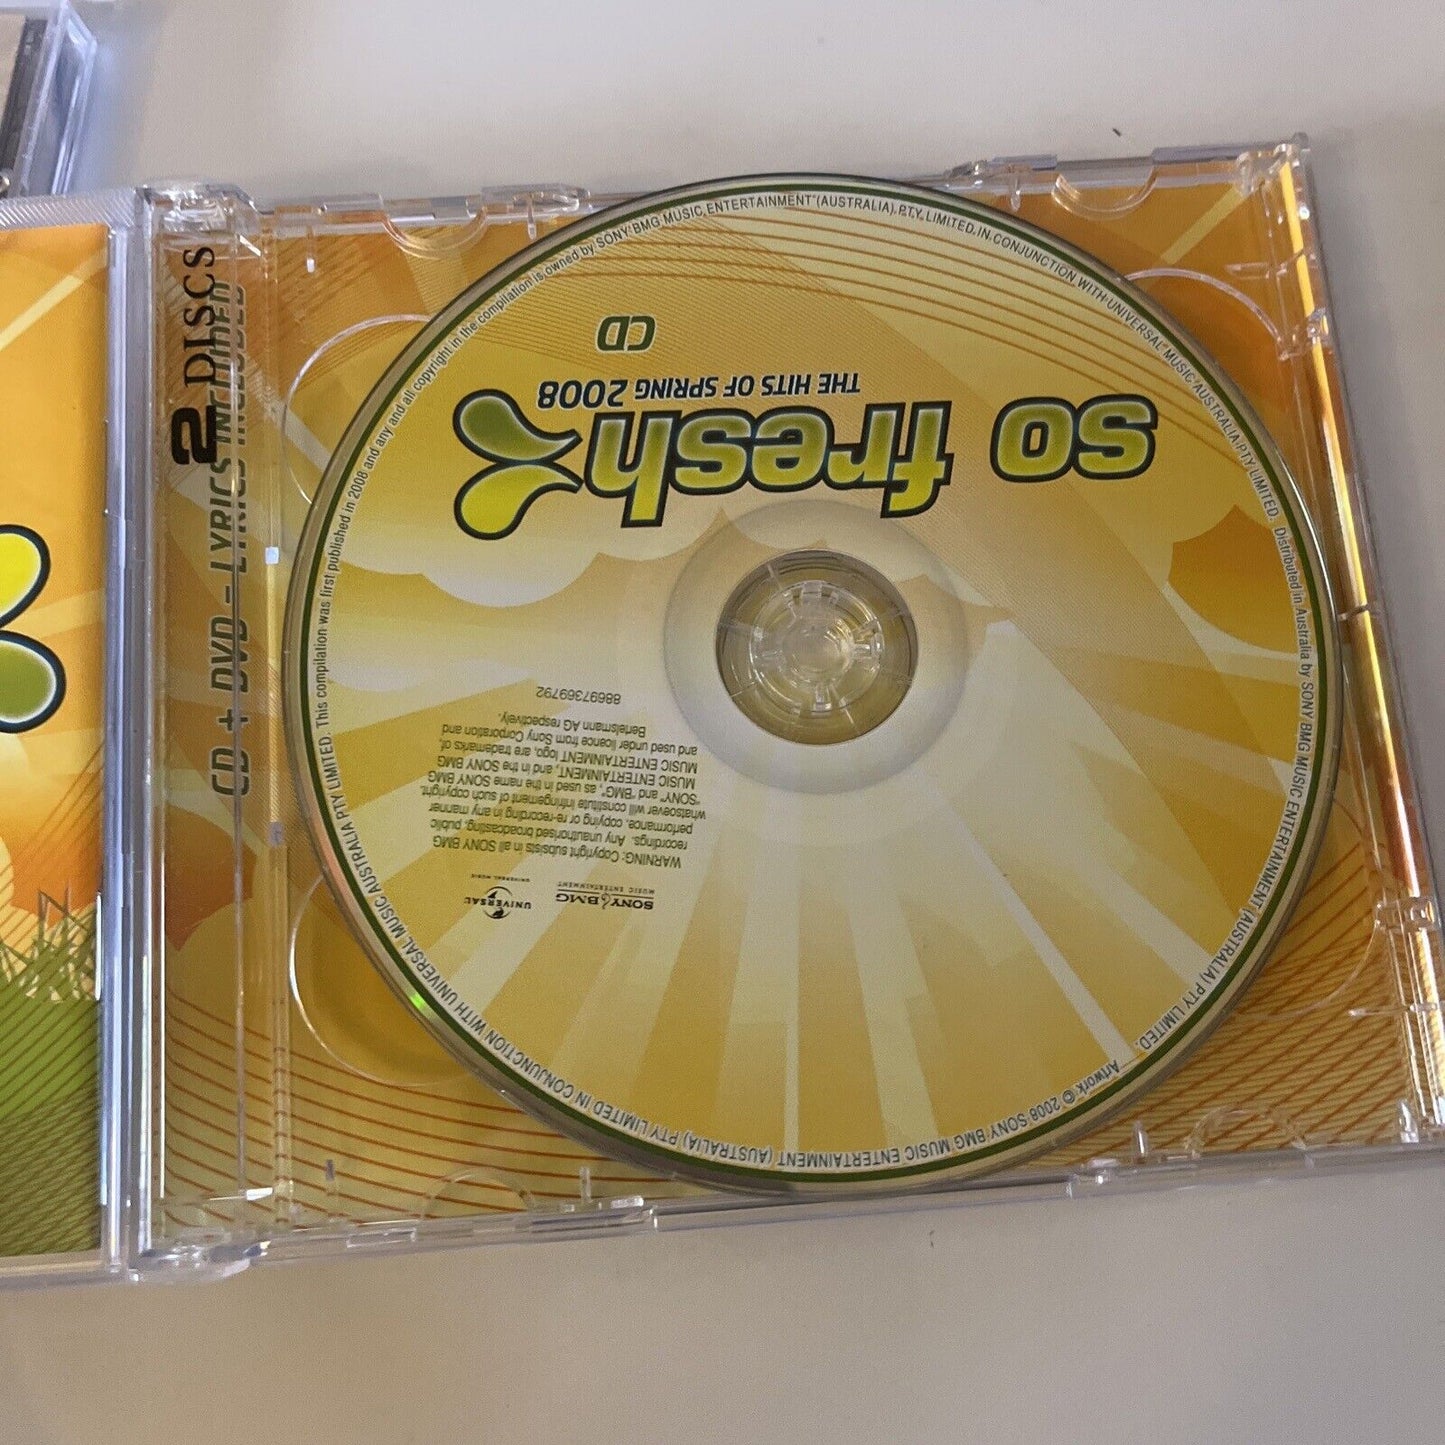 2 DISCS
CD + DVD - LYRICS INCLUDED
so fresh
THE HITS OF SPRING 2008
CD
88697369792
WARNING: Copyright subsists in all SONY BMG
recordings. Any unauthorised broadcasting, public
performance, copying or re-recording in any manner
whatsoever will constitute infringement of such copyright.
"SONY" and "BMG", as used in the name SONY BMG
MUSIC ENTERTAINMENT, and in the SONY BMG
MUSIC ENTERTAINMENT logo, are trademarks of,
and used under licence from Sony Corporation and
Bertelsmann AG respectively.
SONY BMG
MUSIC ENTERTAINMENT
UNIVERSAL
UNIVERSAL MUSIC
Artwork © 2008 SONY BMG MUSIC ENTERTAINMENT (AUSTRALIA) PTY LIMITED IN CONJUNCTION WITH UNIVERSAL MUSIC AUSTRALIA PTY LIMITED. This compilation was first published in 2008 and any and all copyright in the compilation is owned by SONY BMG MUSIC ENTERTAINMENT (AUSTRALIA) PTY LIMITED IN CONJUNCTION WITH UNIVERSAL MUSIC AUSTRALIA PTY LIMITED. Distributed in Australia by SONY BMG MUSIC ENTERTAINMENT (AUSTRALIA) PTY LIMITED.